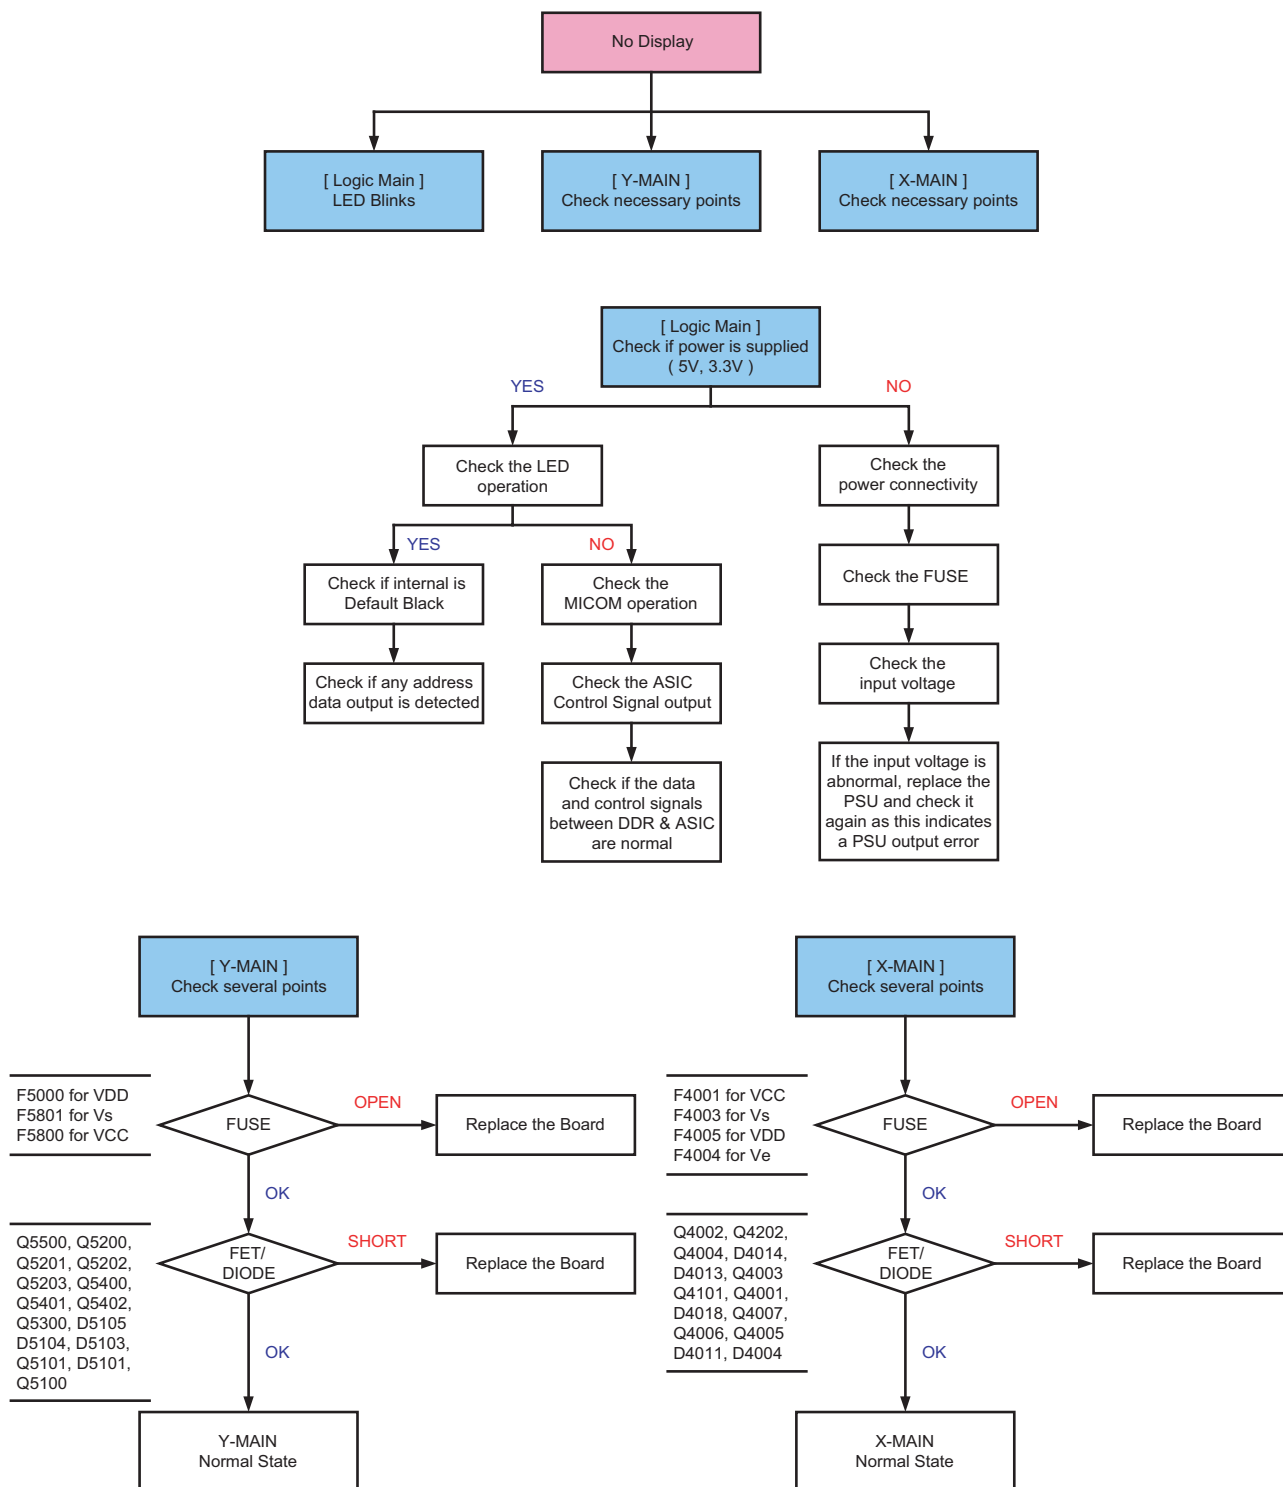 No Display
[ Logic Main ]
LED Blinks
[ Y-MAIN ]
Check necessary points
[ X-MAIN ]
Check necessary points
[ Logic Main ]
Check if power is supplied
( 5V, 3.3V )
YES
NO
Check the LED
operation
Check the
power connectivity
YES
NO
Check if internal is
Default Black
Check the
MICOM operation
Check the FUSE
Check if any address
data output is detected
Check the ASIC
Control Signal output
Check the
input voltage
Check if the data
and control signals
between DDR & ASIC
are normal
If the input voltage is
abnormal, replace the
PSU and check it
again as this indicates
a PSU output error
[ Y-MAIN ]
Check several points
F5000 for VDD
F5801 for Vs
F5800 for VCC
FUSE
OPEN
Replace the Board
OK
Q5500, Q5200,
Q5201, Q5202,
Q5203, Q5400,
Q5401, Q5402,
Q5300, D5105
D5104, D5103,
Q5101, D5101,
Q5100
FET/
DIODE
SHORT
Replace the Board
OK
Y-MAIN
Normal State
[ X-MAIN ]
Check several points
F4001 for VCC
F4003 for Vs
F4005 for VDD
F4004 for Ve
FUSE
OPEN
Replace the Board
OK
Q4002, Q4202,
Q4004, D4014,
D4013, Q4003
Q4101, Q4001,
D4018, Q4007,
Q4006, Q4005
D4011, D4004
FET/
DIODE
SHORT
Replace the Board
OK
X-MAIN
Normal State